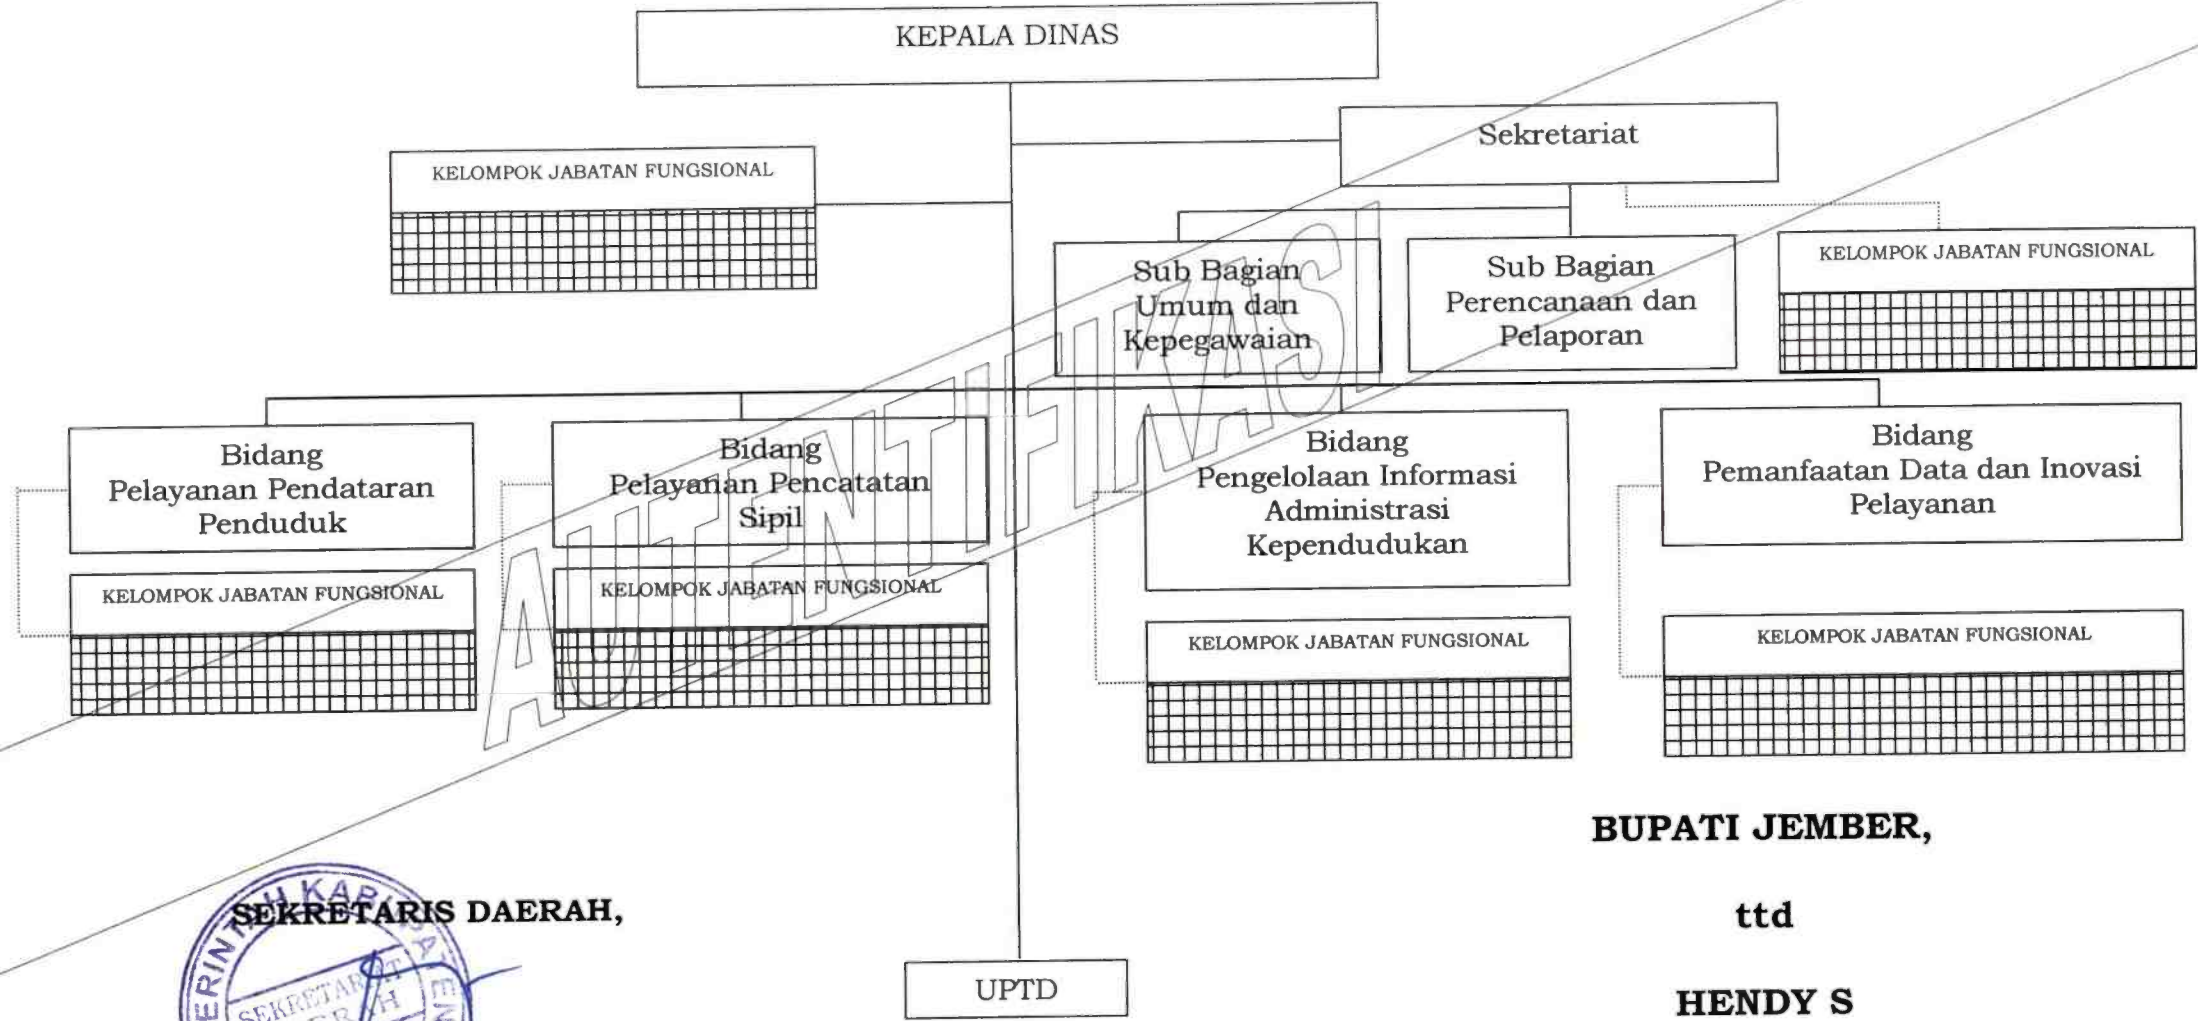 KEPALA DINAS
Sekretariat
KELOMPOK JABATAN FUNGSIONAL
Sub Bagian
Umum dan
Kepegawaian
Sub Bagian
Perencanaan dan
Pelaporan
KELOMPOK JABATAN FUNGSIONAL
Bidang
Pelayanan Pendataran
Penduduk
Bidang
Pelayanan Pencatatan
Sipil
Bidang
Pengelolaan Informasi
Administrasi
Kependudukan
Bidang
Pemanfaatan Data dan Inovasi
Pelayanan
KELOMPOK JABATAN FUNGSIONAL
KELOMPOK JABATAN FUNGSIONAL
KELOMPOK JABATAN FUNGSIONAL
KELOMPOK JABATAN FUNGSIONAL
AUTENTIFIKASI
BUPATI JEMBER,
ttd
HENDY S
SEKRETARIS DAERAH,
SEKRETARIAT
UPTD